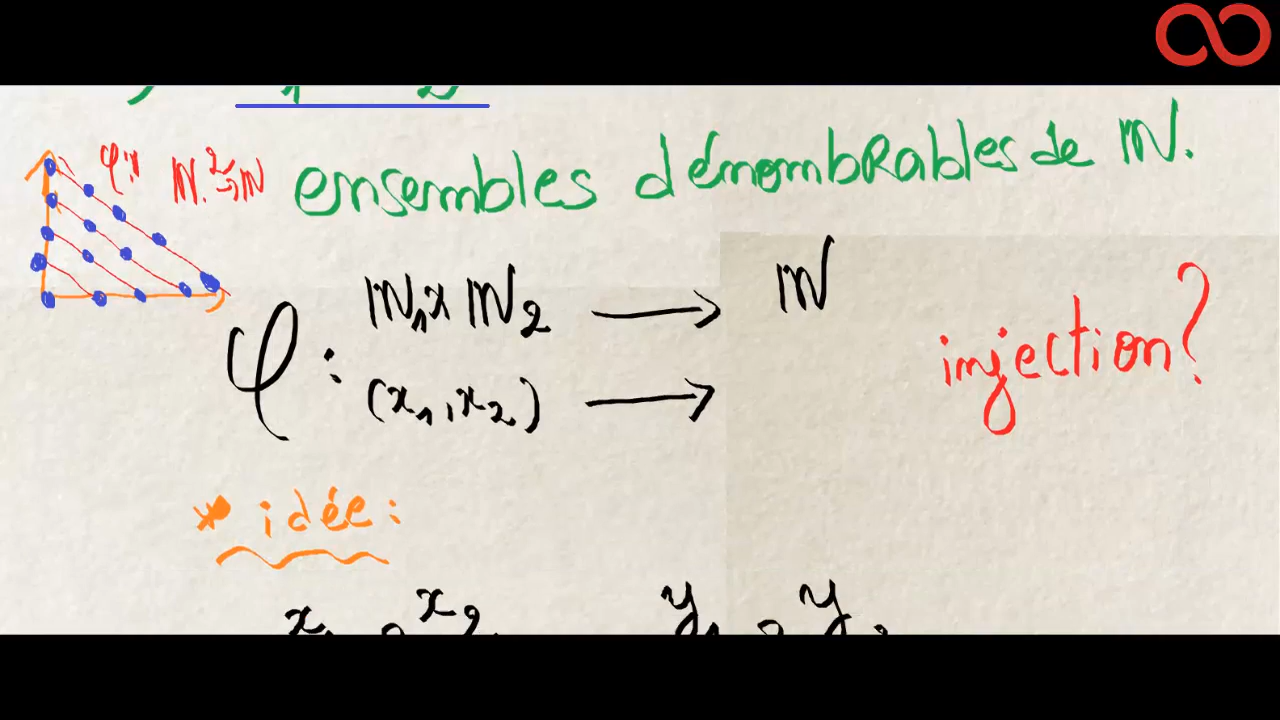 φ: ℕ² → ℕ
ensembles dénombrables de ℕ.
φ : ℕ₁ x ℕ₂ → ℕ
(x₁, x₂) →
injection?
* idée: